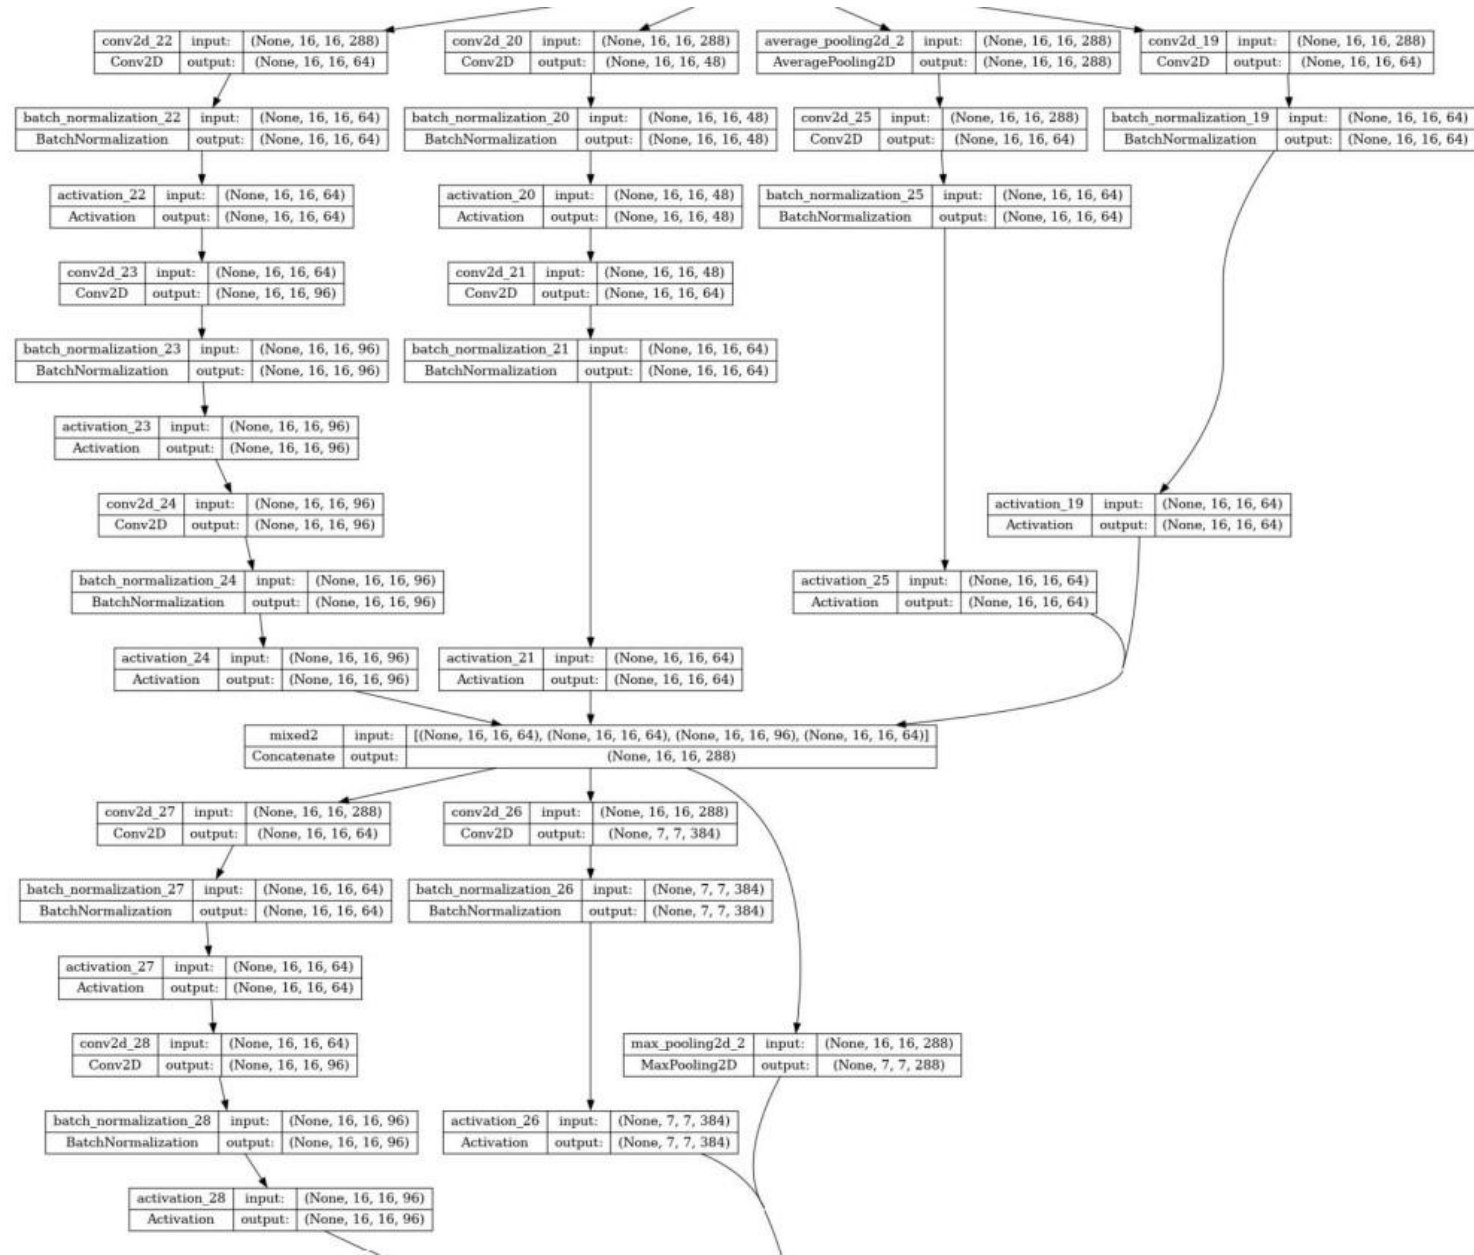 conv2d_22 input: (None, 16, 16, 288)
Conv2D output: (None, 16, 16, 64)
conv2d_20 input: (None, 16, 16, 288)
Conv2D output: (None, 16, 16, 48)
average_pooling2d_2 input: (None, 16, 16, 288)
AveragePooling2D output: (None, 16, 16, 288)
conv2d_19 input: (None, 16, 16, 288)
Conv2D output: (None, 16, 16, 64)
batch_normalization_22 input: (None, 16, 16, 64)
BatchNormalization output: (None, 16, 16, 64)
batch_normalization_20 input: (None, 16, 16, 48)
BatchNormalization output: (None, 16, 16, 48)
conv2d_25 input: (None, 16, 16, 288)
Conv2D output: (None, 16, 16, 64)
batch_normalization_19 input: (None, 16, 16, 64)
BatchNormalization output: (None, 16, 16, 64)
activation_22 input: (None, 16, 16, 64)
Activation output: (None, 16, 16, 64)
activation_20 input: (None, 16, 16, 48)
Activation output: (None, 16, 16, 48)
batch_normalization_25 input: (None, 16, 16, 64)
BatchNormalization output: (None, 16, 16, 64)
conv2d_23 input: (None, 16, 16, 64)
Conv2D output: (None, 16, 16, 96)
conv2d_21 input: (None, 16, 16, 48)
Conv2D output: (None, 16, 16, 64)
batch_normalization_23 input: (None, 16, 16, 96)
BatchNormalization output: (None, 16, 16, 96)
batch_normalization_21 input: (None, 16, 16, 64)
BatchNormalization output: (None, 16, 16, 64)
activation_23 input: (None, 16, 16, 96)
Activation output: (None, 16, 16, 96)
conv2d_24 input: (None, 16, 16, 96)
Conv2D output: (None, 16, 16, 96)
activation_19 input: (None, 16, 16, 64)
Activation output: (None, 16, 16, 64)
batch_normalization_24 input: (None, 16, 16, 96)
BatchNormalization output: (None, 16, 16, 96)
activation_25 input: (None, 16, 16, 64)
Activation output: (None, 16, 16, 64)
activation_24 input: (None, 16, 16, 96)
Activation output: (None, 16, 16, 96)
activation_21 input: (None, 16, 16, 64)
Activation output: (None, 16, 16, 64)
mixed2 input: [(None, 16, 16, 64), (None, 16, 16, 64), (None, 16, 16, 96), (None, 16, 16, 64)]
Concatenate output: (None, 16, 16, 288)
conv2d_27 input: (None, 16, 16, 288)
Conv2D output: (None, 16, 16, 64)
conv2d_26 input: (None, 16, 16, 288)
Conv2D output: (None, 7, 7, 384)
batch_normalization_27 input: (None, 16, 16, 64)
BatchNormalization output: (None, 16, 16, 64)
batch_normalization_26 input: (None, 7, 7, 384)
BatchNormalization output: (None, 7, 7, 384)
activation_27 input: (None, 16, 16, 64)
Activation output: (None, 16, 16, 64)
conv2d_28 input: (None, 16, 16, 64)
Conv2D output: (None, 16, 16, 96)
max_pooling2d_2 input: (None, 16, 16, 288)
MaxPooling2D output: (None, 7, 7, 288)
batch_normalization_28 input: (None, 16, 16, 96)
BatchNormalization output: (None, 16, 16, 96)
activation_26 input: (None, 7, 7, 384)
Activation output: (None, 7, 7, 384)
activation_28 input: (None, 16, 16, 96)
Activation output: (None, 16, 16, 96)